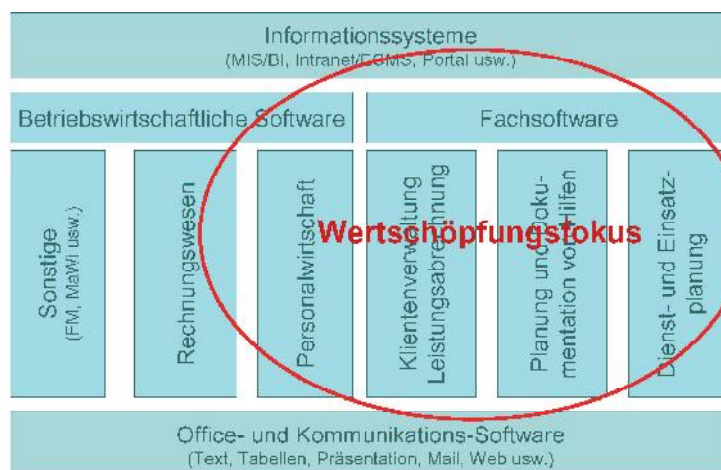 Informationssysteme
(MIS/BI, Intranet/ECMS, Portal usw.)
Betriebswirtschaftliche Software
Fachsoftware
Sonstige
(FM, MaWi usw.)
Rechnungswesen
Personalwirtschaft
Klientenverwaltung
Leistungsabrechnung
Planung und Doku-
mentation von Hilfen
Dienst- und Einsatz-
planung
Wertschöpfungsfokus
Office- und Kommunikations-Software
(Text, Tabellen, Präsentation, Mail, Web usw.)